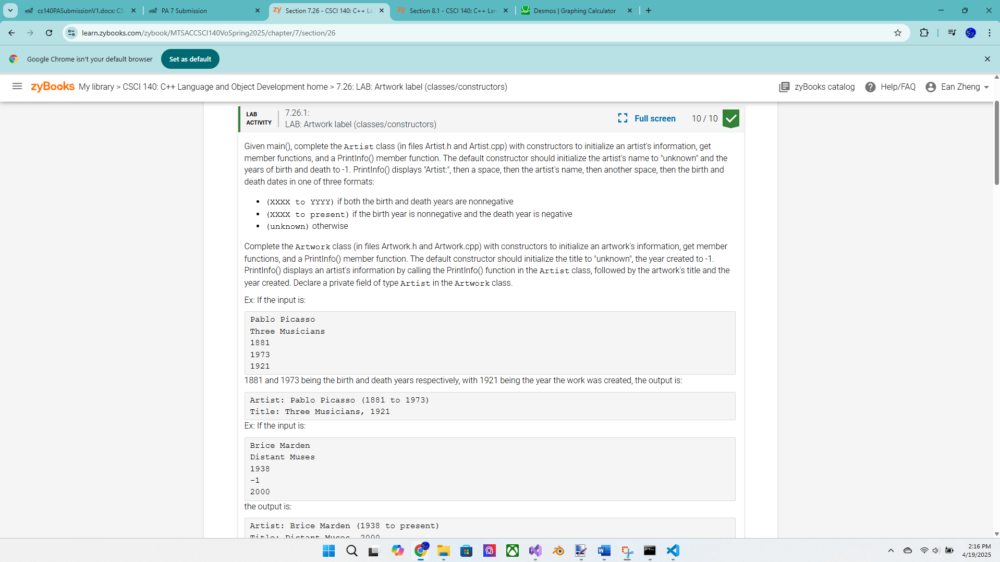 cs140PASubmissionV1.docx: CS
PA 7 Submission
Section 7.26 - CSCI 140: C++ La
Section 8.1 - CSCI 140: C++ Lan
Desmos | Graphing Calculator
learn.zybooks.com/zybook/MTSACCSCI140VoSpring2025/chapter/7/section/26
Google Chrome isn't your default browser
Set as default
zyBooks My library > CSCI 140: C++ Language and Object Development home > 7.26: LAB: Artwork label (classes/constructors)
zyBooks catalog
Help/FAQ
Ean Zheng
LAB
ACTIVITY
7.26.1:
LAB: Artwork label (classes/constructors)
Full screen
10 / 10
Given main(), complete the Artist class (in files Artist.h and Artist.cpp) with constructors to initialize an artist's information, get
member functions, and a PrintInfo() member function. The default constructor should initialize the artist's name to "unknown" and the
years of birth and death to -1. PrintInfo() displays "Artist:", then a space, then the artist's name, then another space, then the birth and
death dates in one of three formats:
• (XXXX to YYYY) if both the birth and death years are nonnegative
• (XXXX to present) if the birth year is nonnegative and the death year is negative
• (unknown) otherwise
Complete the Artwork class (in files Artwork.h and Artwork.cpp) with constructors to initialize an artwork's information, get member
functions, and a PrintInfo() member function. The default constructor should initialize the title to "unknown", the year created to -1.
PrintInfo() displays an artist's information by calling the PrintInfo() function in the Artist class, followed by the artwork's title and the
year created. Declare a private field of type Artist in the Artwork class.
Ex: If the input is:
Pablo Picasso
Three Musicians
1881
1973
1921
1881 and 1973 being the birth and death years respectively, with 1921 being the year the work was created, the output is:
Artist: Pablo Picasso (1881 to 1973)
Title: Three Musicians, 1921
Ex: If the input is:
Brice Marden
Distant Muses
1938
-1
2000
the output is:
Artist: Brice Marden (1938 to present)
Title: Distant Muses, 2000
2:16 PM
4/19/2025